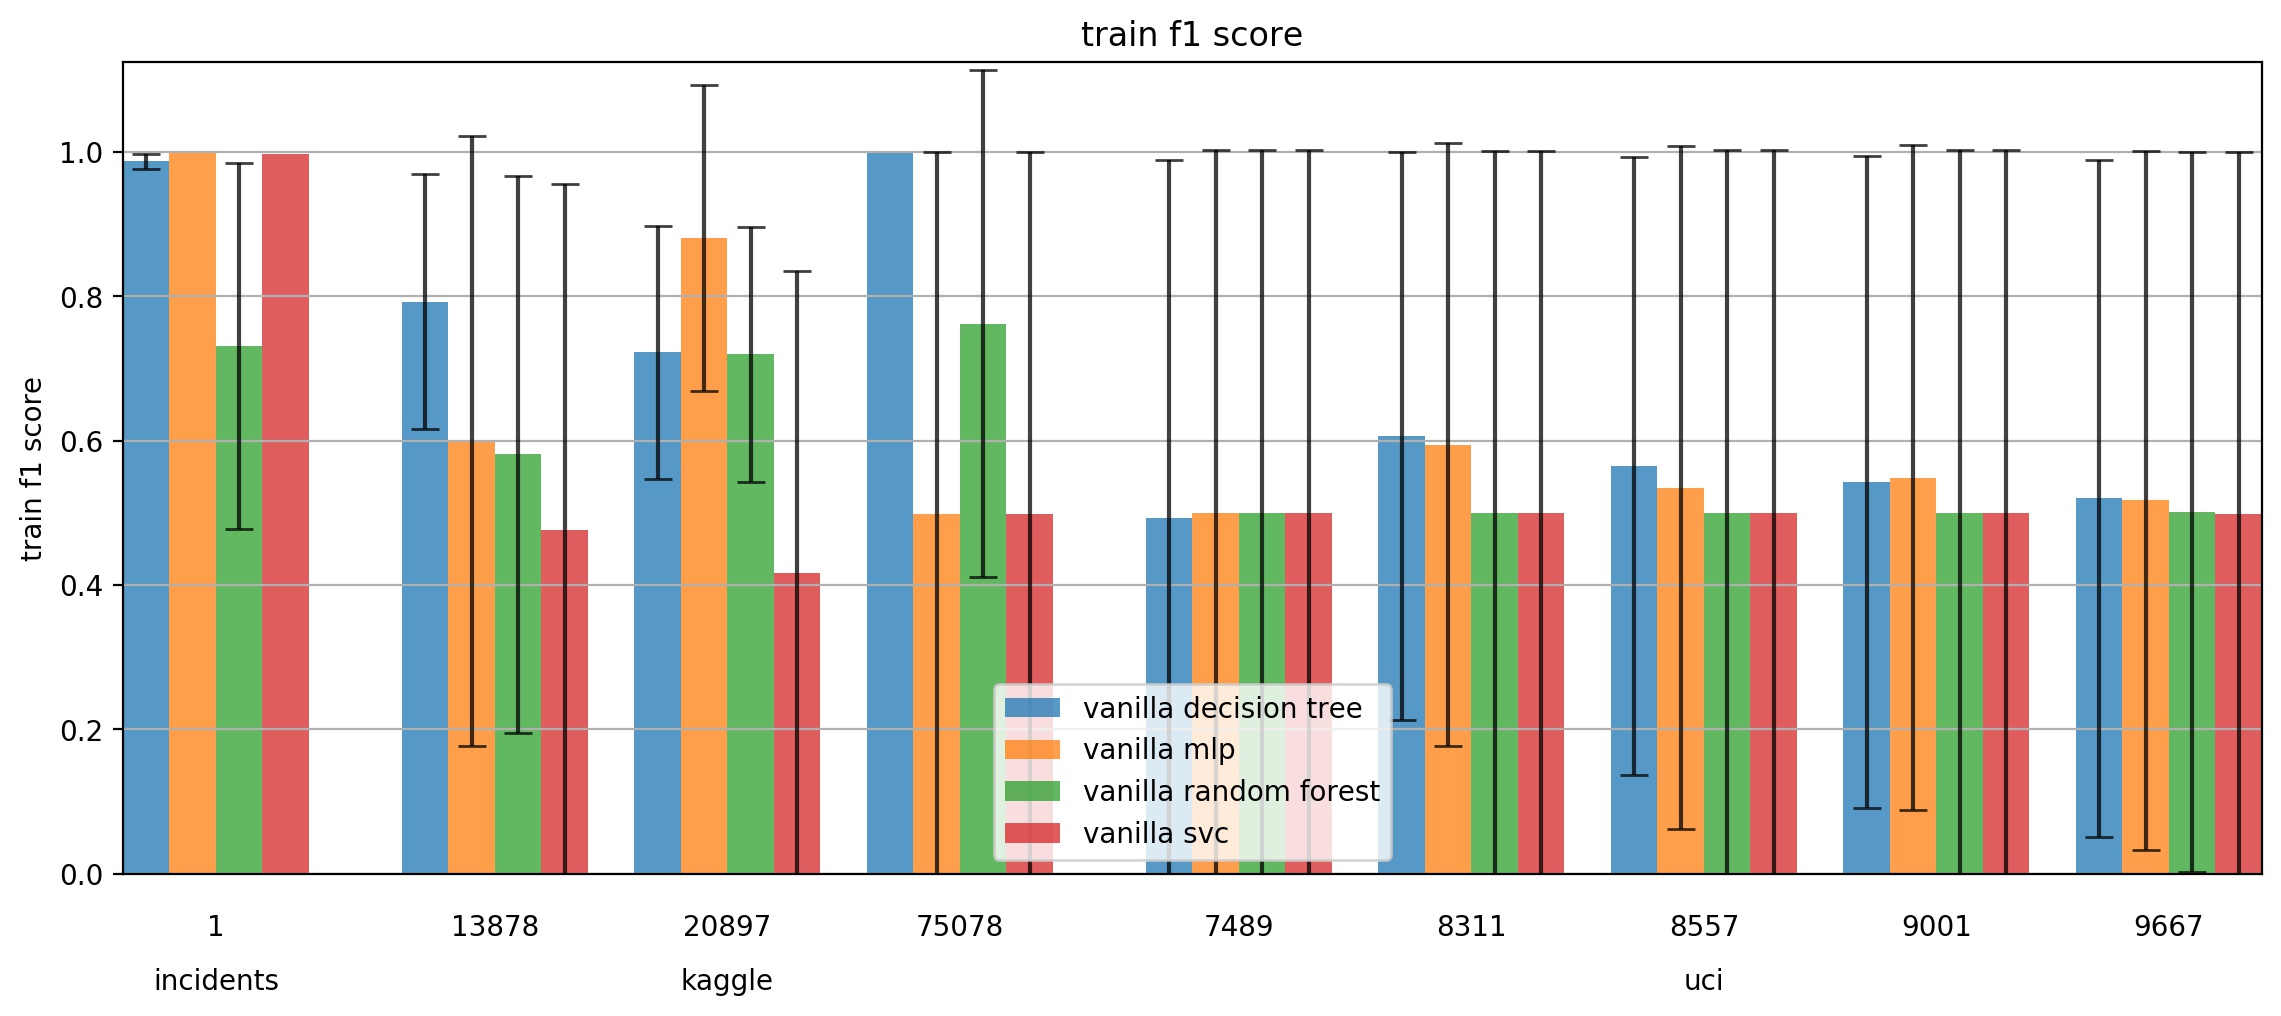 train f1 score
train f1 score
1.0
0.8
0.6
0.4
0.2
0.0
vanilla decision tree
vanilla mlp
vanilla random forest
vanilla svc
1 13878 20897 75078 7489 8311 8557 9001 9667
incidents kaggle uci